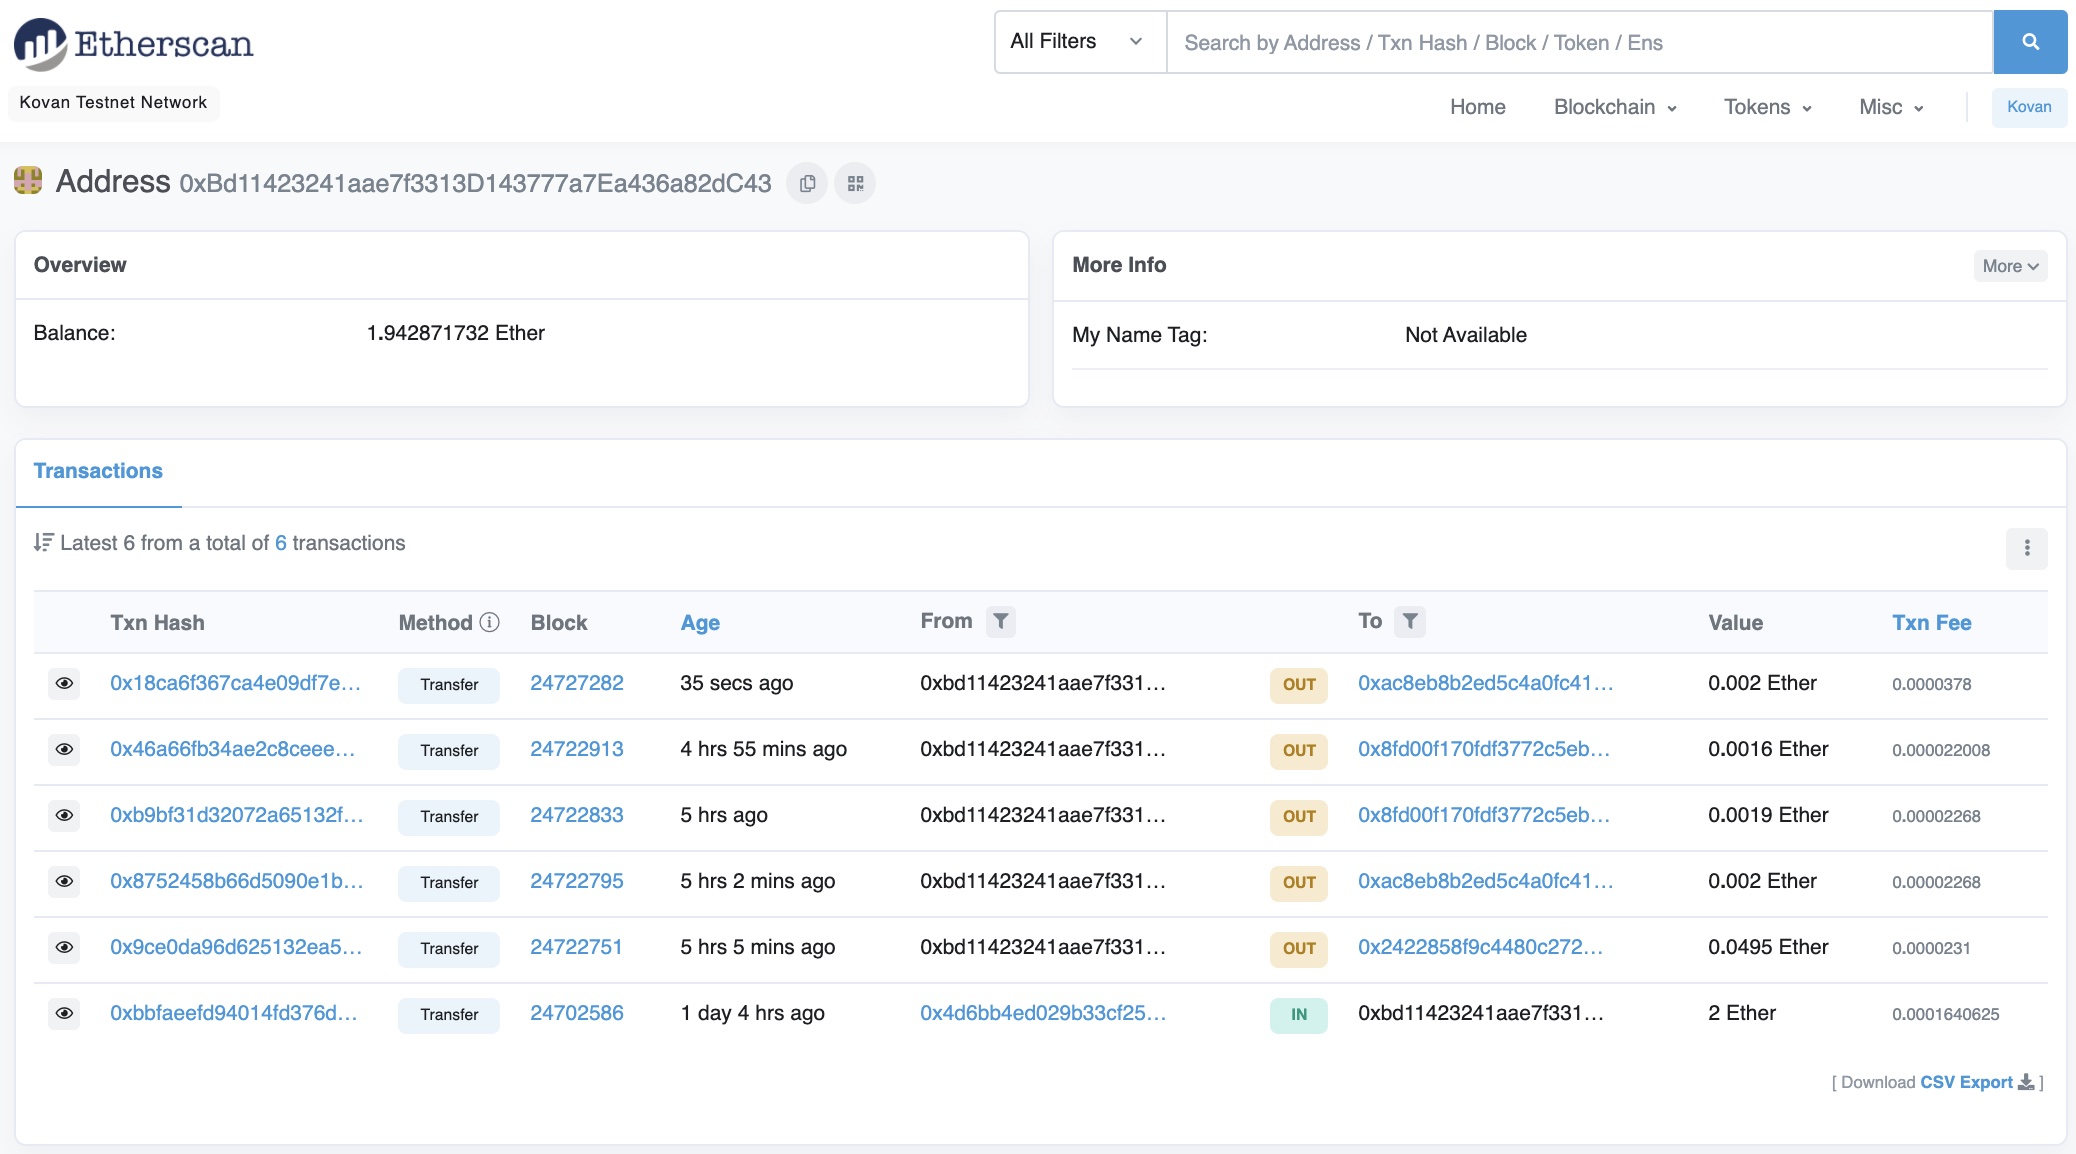 Etherscan
All Filters
Search by Address / Txn Hash / Block / Token / Ens
Kovan Testnet Network
Home Blockchain Tokens Misc Kovan
Address 0xBd11423241aae7f3313D143777a7Ea436a82dC43
Overview
Balance: 1.942871732 Ether
More Info More
My Name Tag: Not Available
Transactions
Latest 6 from a total of 6 transactions
Txn Hash Method Block Age From To Value Txn Fee
0x18ca6f367ca4e09df7e... Transfer 24727282 35 secs ago 0xbd11423241aae7f331... OUT 0xac8eb8b2ed5c4a0fc41... 0.002 Ether 0.0000378
0x46a66fb34ae2c8ceee... Transfer 24722913 4 hrs 55 mins ago 0xbd11423241aae7f331... OUT 0x8fd00f170fdf3772c5eb... 0.0016 Ether 0.000022008
0xb9bf31d32072a65132f... Transfer 24722833 5 hrs ago 0xbd11423241aae7f331... OUT 0x8fd00f170fdf3772c5eb... 0.0019 Ether 0.00002268
0x8752458b66d5090e1b... Transfer 24722795 5 hrs 2 mins ago 0xbd11423241aae7f331... OUT 0xac8eb8b2ed5c4a0fc41... 0.002 Ether 0.00002268
0x9ce0da96d625132ea5... Transfer 24722751 5 hrs 5 mins ago 0xbd11423241aae7f331... OUT 0x2422858f9c4480c272... 0.0495 Ether 0.0000231
0xbbfaeefd94014fd376d... Transfer 24702586 1 day 4 hrs ago 0x4d6bb4ed029b33cf25... IN 0xbd11423241aae7f331... 2 Ether 0.0001640625
[ Download CSV Export ]